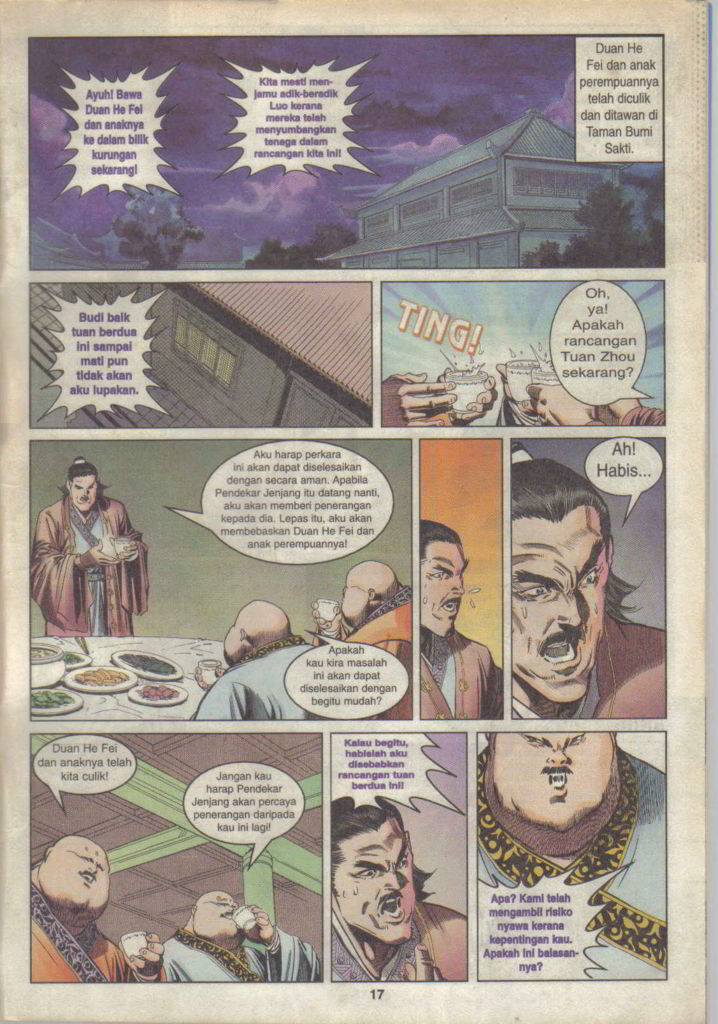 Ayuh! Bawa
Duan He Fei
dan anaknya
ke dalam bilik
kurungan
sekarang!
Kita mesti men-
jamu adik-beradik
Luo kerana
mereka telah
menyumbangkan
tenaga dalam
rancangan kita ini!
Duan He
Fei dan anak
perempuannya
telah diculik
dan ditawan di
Taman Bumi
Sakti.
Budi baik
tuan berdua
ini sampai
mati pun
tidak akan
aku lupakan.
TING!
Oh,
ya!
Apakah
rancangan
Tuan Zhou
sekarang?
Aku harap perkara
ini akan dapat diselesaikan
dengan secara aman. Apabila
Pendekar Jenjang itu datang nanti,
aku akan memberi penerangan
kepada dia. Lepas itu, aku akan
membebaskan Duan He Fei dan
anak perempuannya!
Apakah
kau kira masalah
ini akan dapat
diselesaikan dengan
begitu mudah?
Ah!
Habis...
Duan He Fei
dan anaknya telah
kita culik!
Jangan kau
harap Pendekar
Jenjang akan percaya
penerangan daripada
kau ini lagi!
Kalau begitu,
habislah aku
disebabkan
rancangan tuan
berdua ini!
Apa? Kami telah
mengambil risiko
nyawa kerana
kepentingan kau.
Apakah ini balasan-
nya?
17